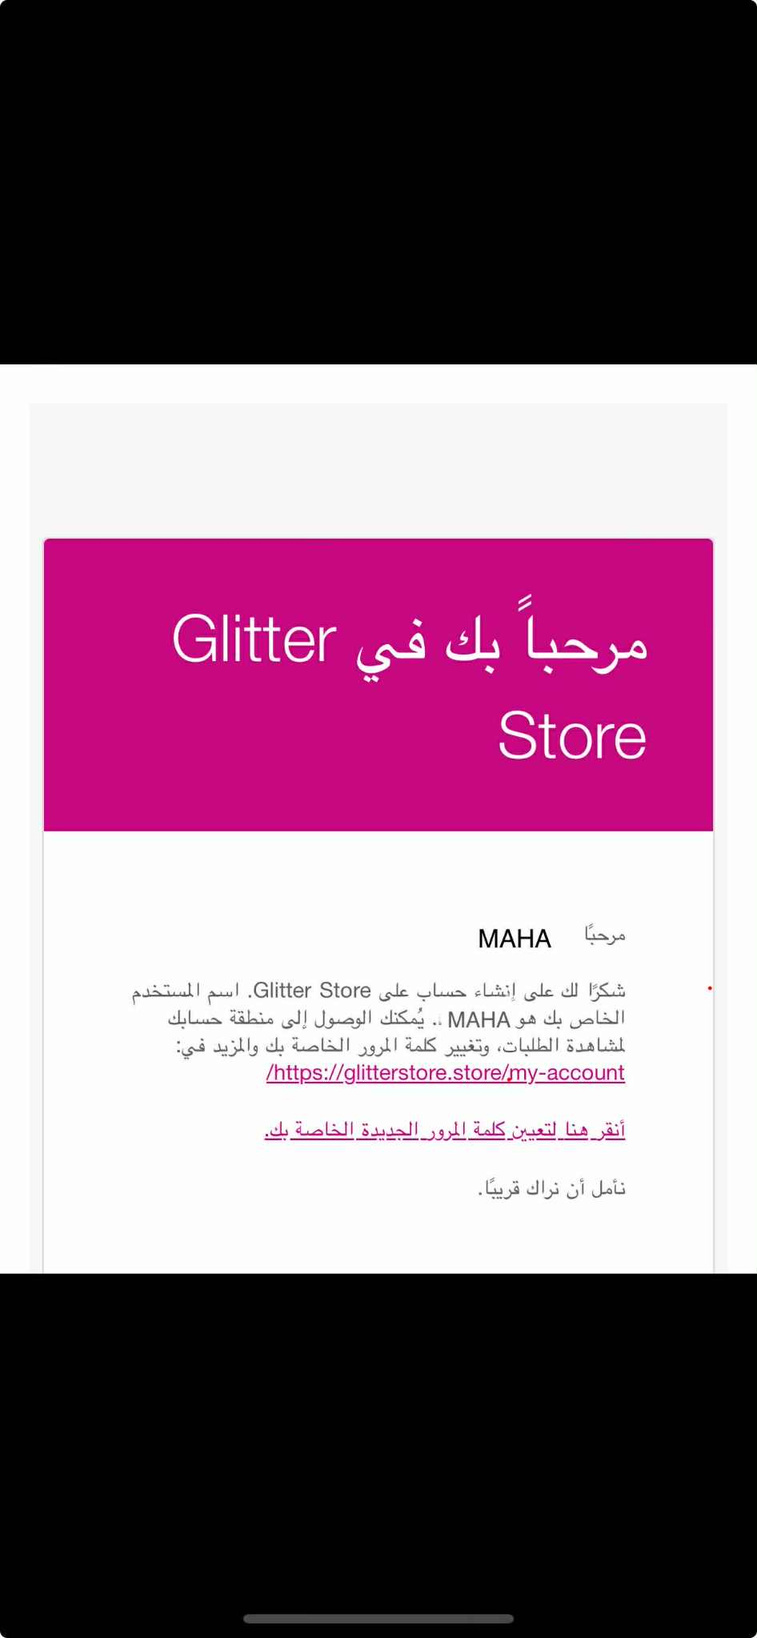 مرحباً بك في Glitter
Store
مرحبًا MAHA
شكرًا لك على إنشاء حساب على Glitter Store. اسم المستخدم
الخاص بك هو MAHA .. يُمكنك الوصول إلى منطقة حسابك
لمشاهدة الطلبات، وتغيير كلمة المرور الخاصة بك والمزيد في:
https://glitterstore.store/my-account/
أنقر هنا لتعيين كلمة المرور الجديدة الخاصة بك.
نأمل أن نراك قريبًا.